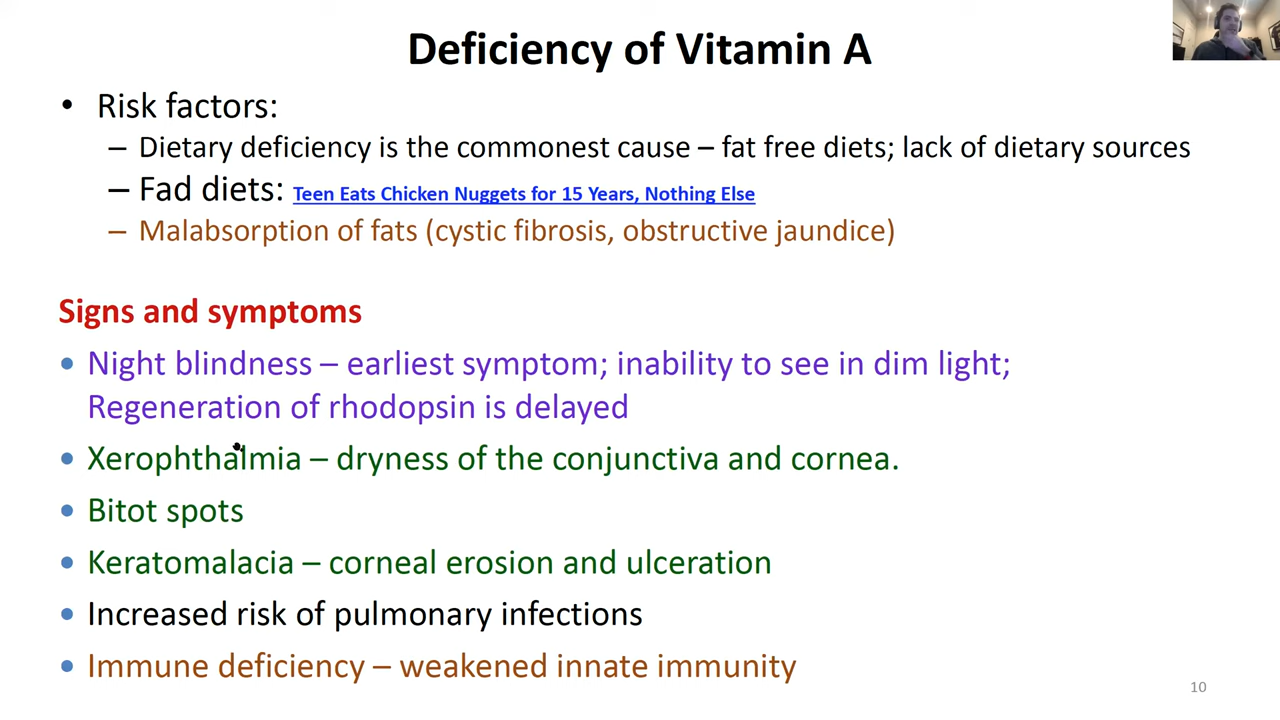 Deficiency of Vitamin A
• Risk factors:
– Dietary deficiency is the commonest cause – fat free diets; lack of dietary sources
– Fad diets: Teen Eats Chicken Nuggets for 15 Years, Nothing Else
– Malabsorption of fats (cystic fibrosis, obstructive jaundice)
Signs and symptoms
• Night blindness – earliest symptom; inability to see in dim light;
Regeneration of rhodopsin is delayed
• Xerophthalmia – dryness of the conjunctiva and cornea.
• Bitot spots
• Keratomalacia – corneal erosion and ulceration
• Increased risk of pulmonary infections
• Immune deficiency – weakened innate immunity
10